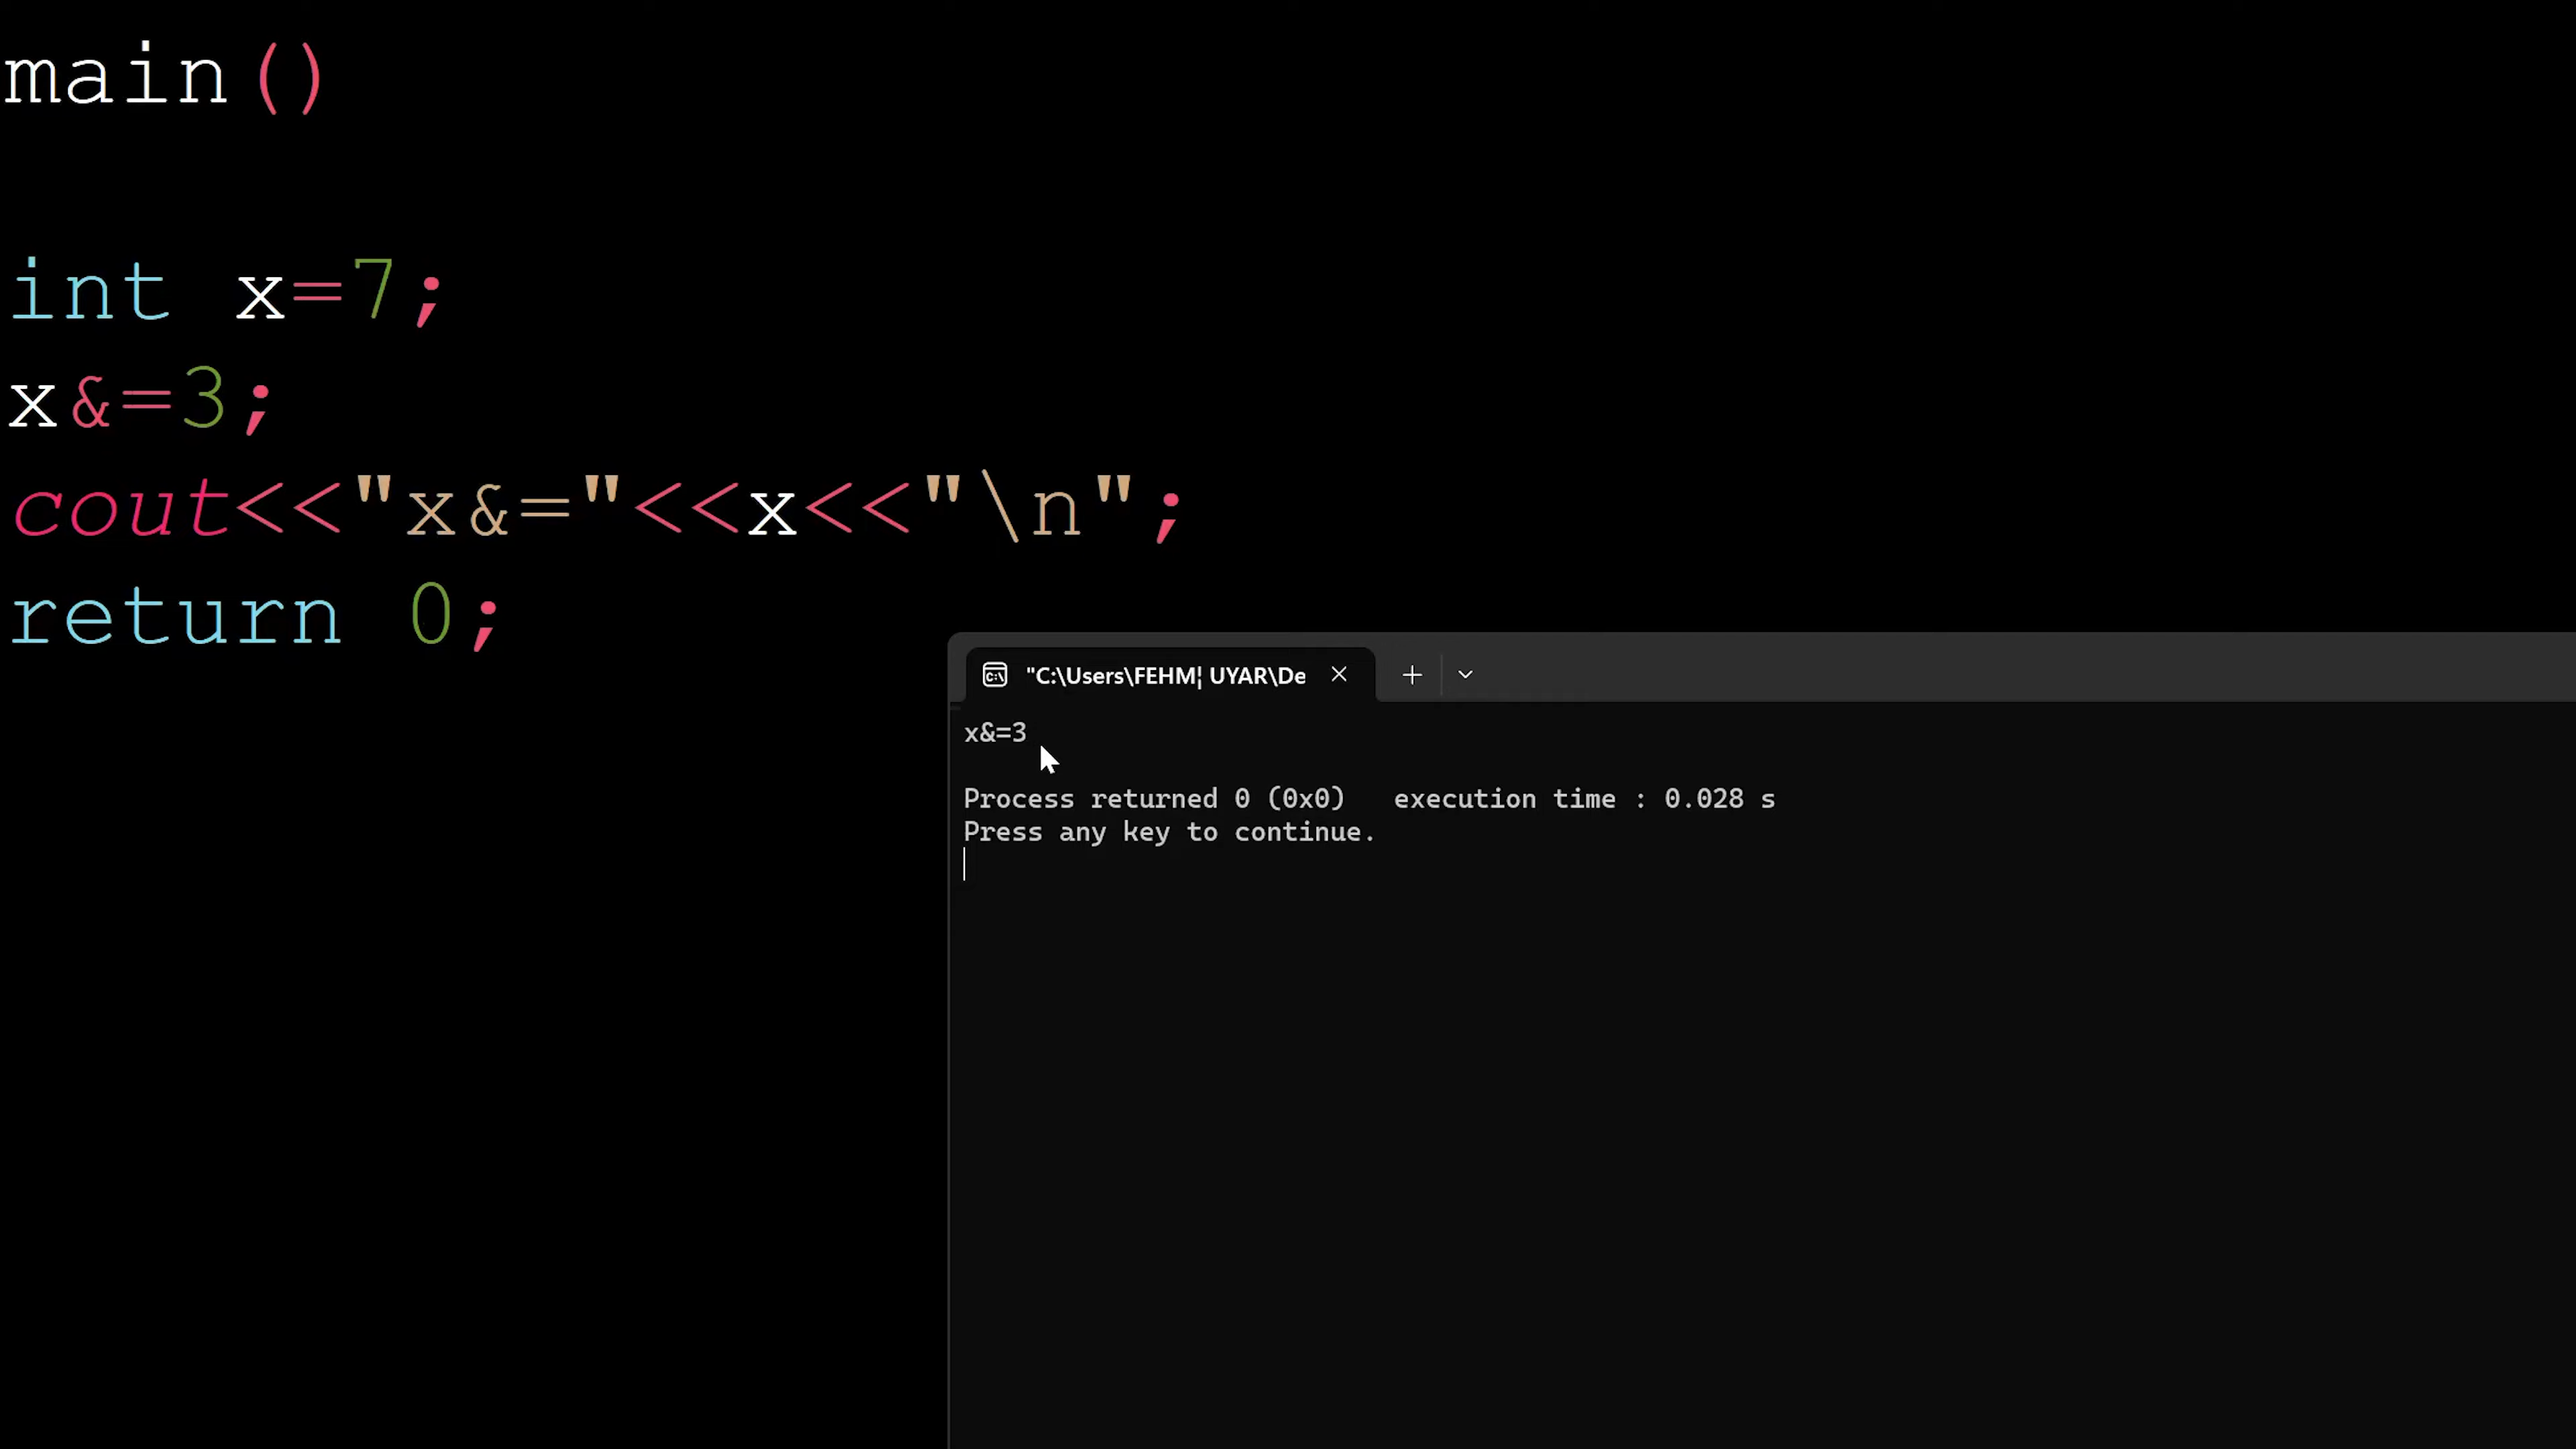 main()
int x=7;
x&=3;
cout<<"x&="<<x<<"\n";
return 0;
"C:\Users\FEHM¦ UYAR\De
x&=3
Process returned 0 (0x0)   execution time : 0.028 s
Press any key to continue.